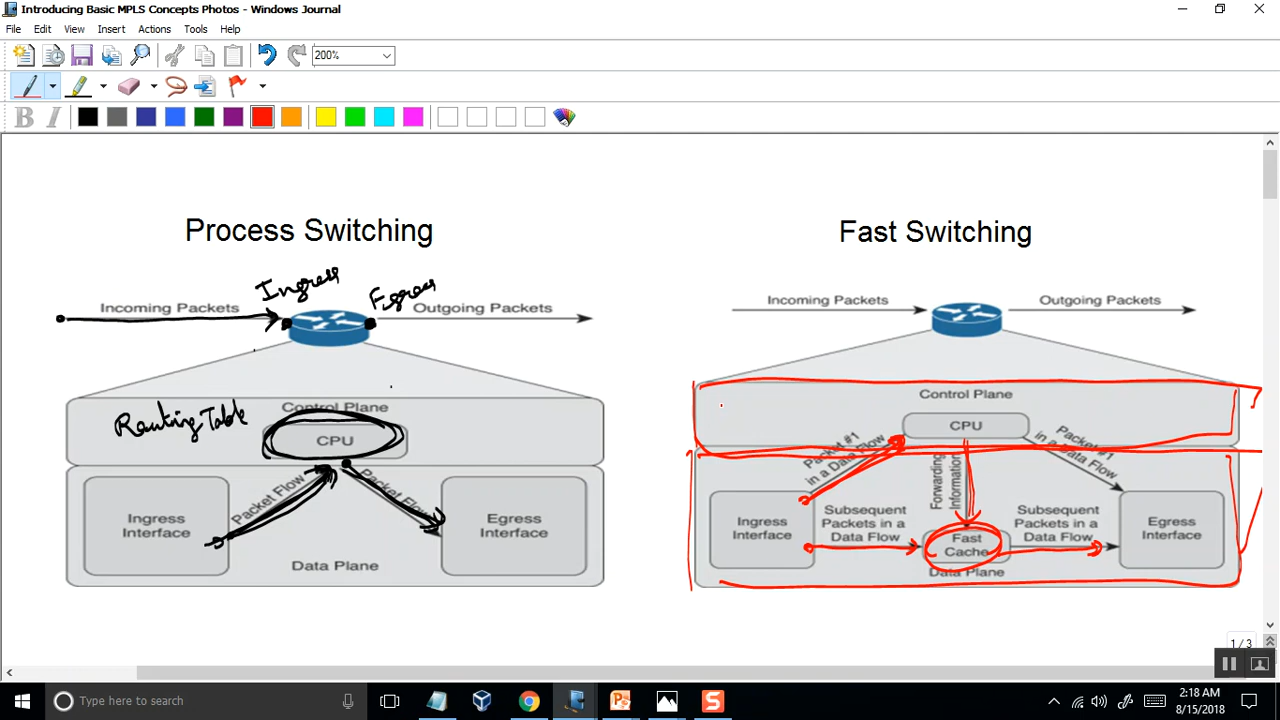 Introducing Basic MPLS Concepts Photos - Windows Journal
File Edit View Insert Actions Tools Help
200%
B I
Process Switching
Ingress
Egress
Incoming Packets
Outgoing Packets
Routing Table
Control Plane
CPU
Packet Flow
Packet Flow
Ingress
Interface
Egress
Interface
Data Plane
Fast Switching
Incoming Packets
Outgoing Packets
Control Plane
CPU
Packet #1
in a Data Flow
Packet #1
in a Data Flow
Forwarding
Information
Ingress
Interface
Subsequent
Packets in a
Data Flow
Fast
Cache
Subsequent
Packets in a
Data Flow
Egress
Interface
Data Plane
1 / 3
Type here to search
2:18 AM
8/15/2018